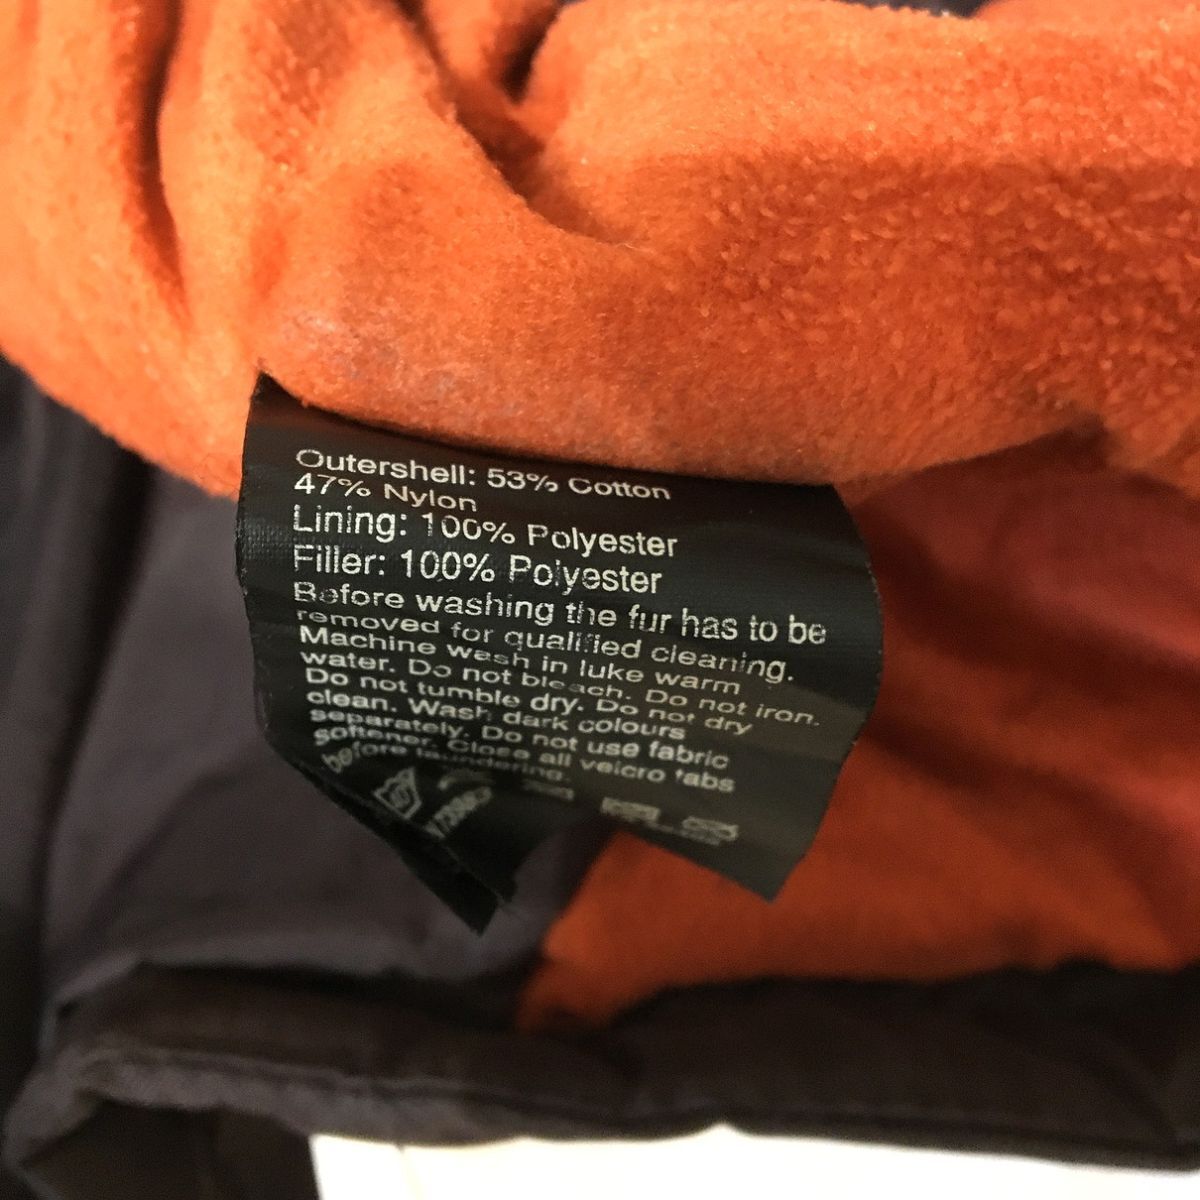 Outershell: 53% Cotton
47% Nylon
Lining: 100% Polyester
Filler: 100% Polyester
Before washing the fur has to be
removed for qualified cleaning.
Machine wash in luke warm
water. Do not bleach. Do not iron.
Do not tumble dry. Do not dry
clean. Wash dark colours
separately. Do not use fabric
softener. Close all velcro tabs
before laundering.
40